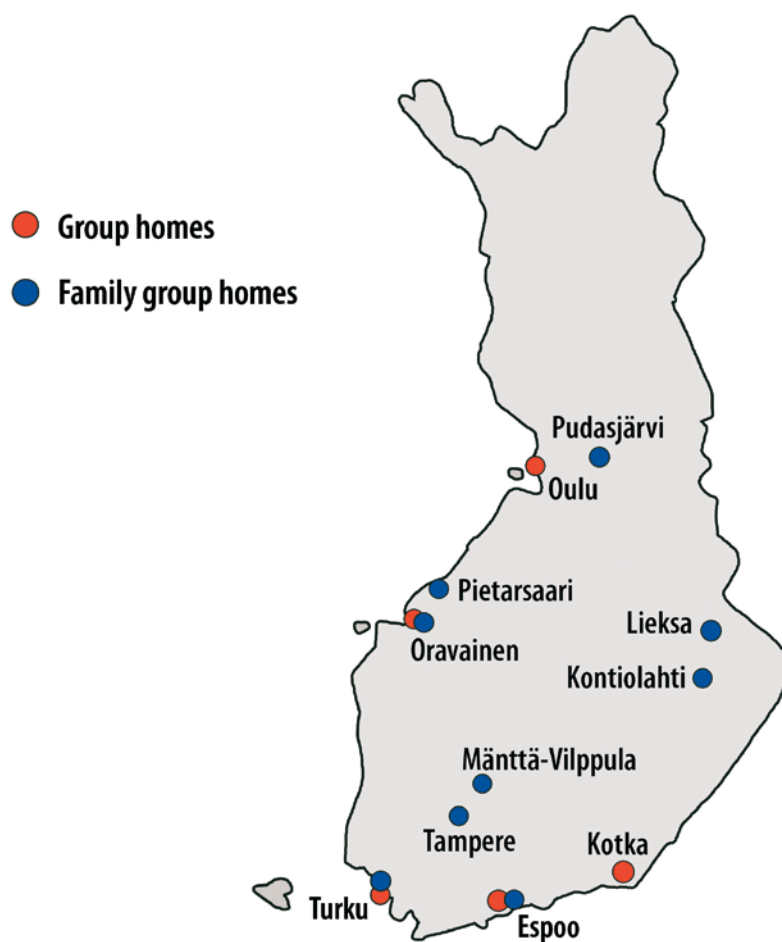 Group homes
Family group homes
Pudasjärvi
Oulu
Pietarsaari
Oravainen
Lieksa
Kontiolahti
Mänttä-Vilppula
Tampere
Kotka
Turku
Espoo